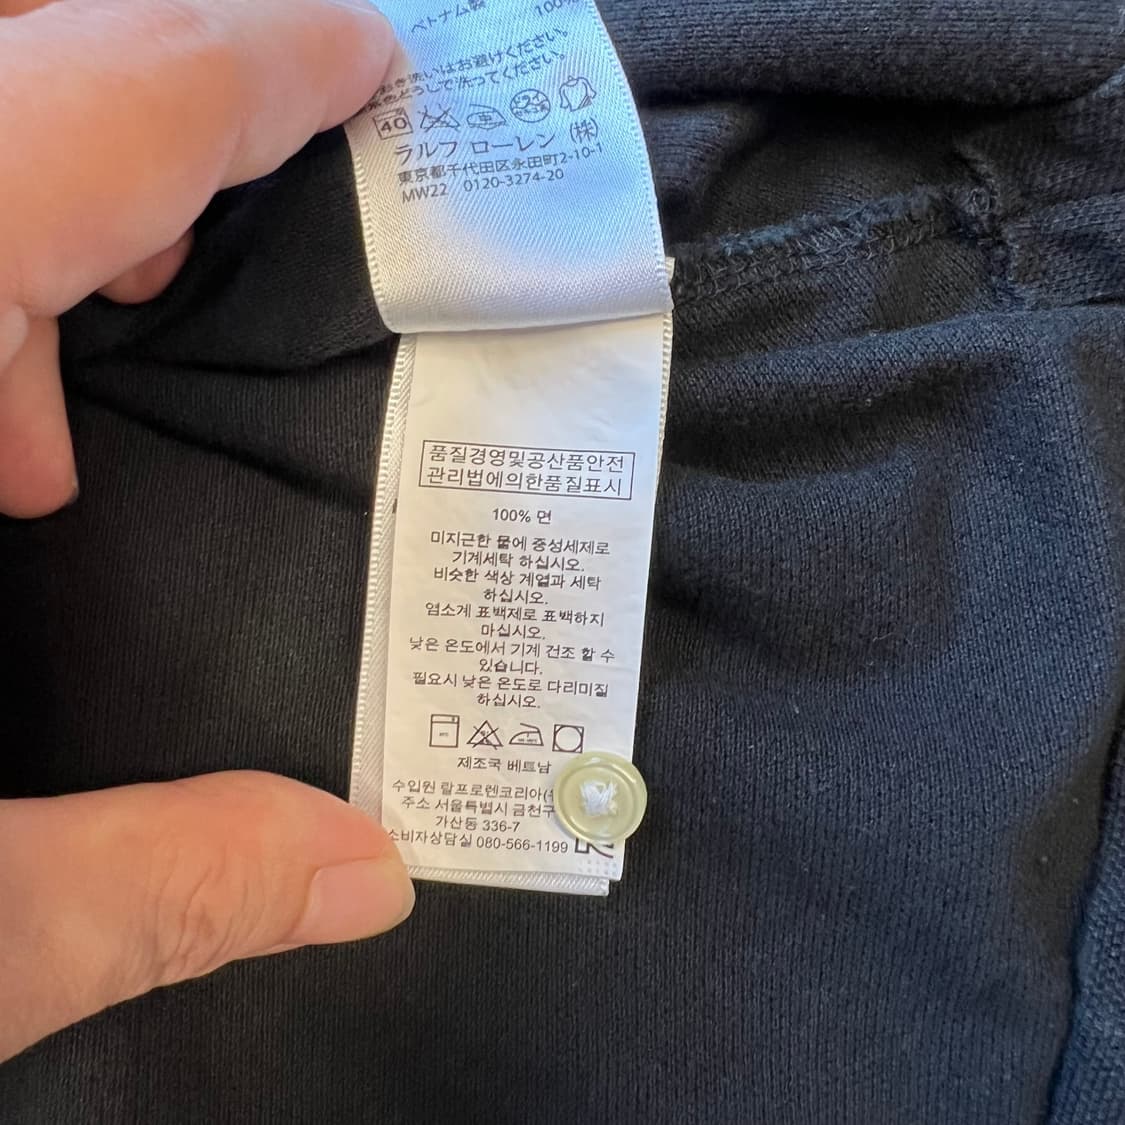 ベトナム製
100%
洗いはお避けください。
色どうしで洗ってください。
40
ラルフ ローレン (株)
東京都千代田区永田町2-10-1
MW22 0120-3274-20
품질경영및공산품안전
관리법에의한품질표시
100% 면
미지근한 물에 중성세제로
기계세탁 하십시오.
비슷한 색상 계열과 세탁
하십시오.
염소계 표백제로 표백하지
마십시오.
낮은 온도에서 기계 건조 할 수
있습니다.
필요시 낮은 온도로 다리미질
하십시오.
제조국 베트남
수입원 랄프로렌코리아(
주소 서울특별시 금천구
가산동 336-7
소비자상담실 080-566-1199